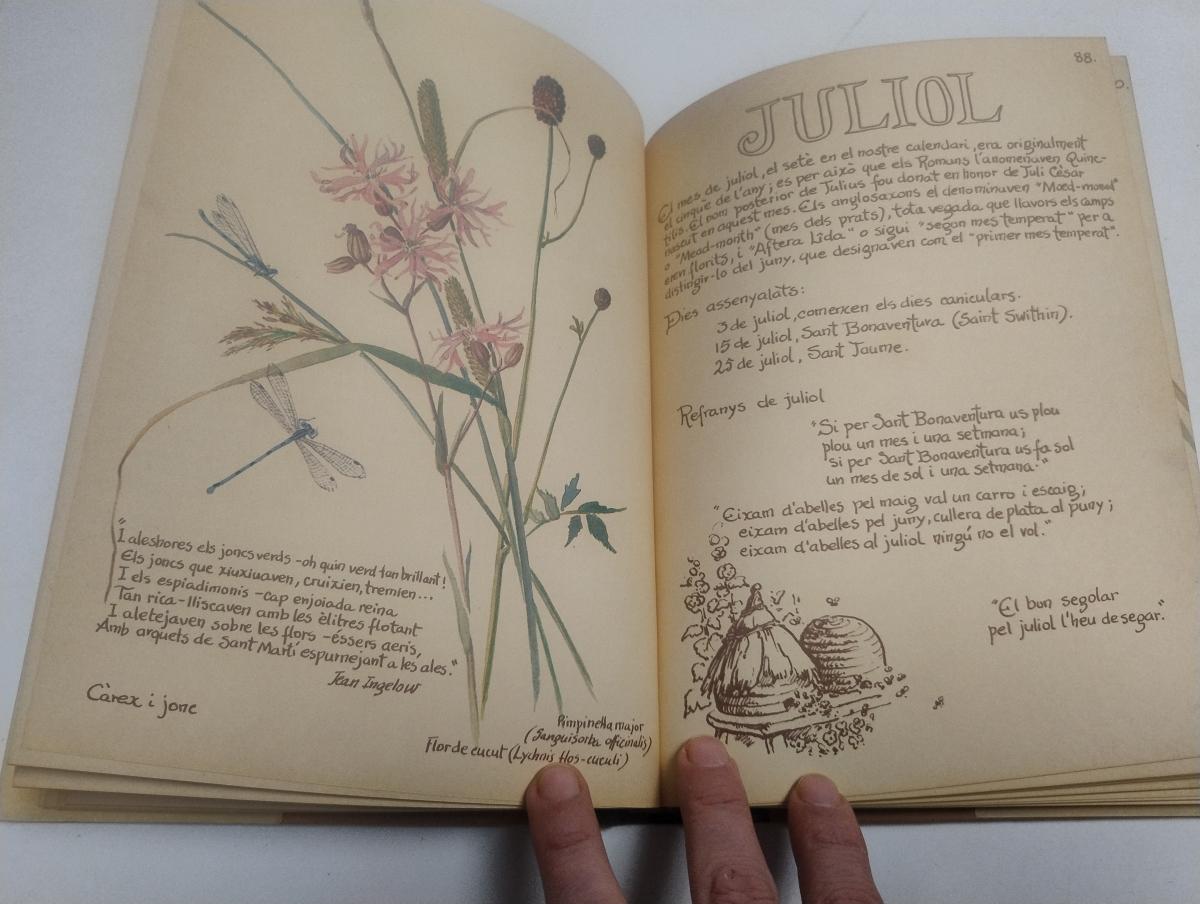 "I aleshores els joncs verds -oh quin verd tan brillant!
Els joncs que xiuxiuaven, cruixien, tremien...
I els espiadimonis -cap enjoiada reina
Tan rica- lliscaven amb les èlitres flotant
I aletejaven sobre les flors -éssers aeris,
Amb arquets de Sant Martí espurnejant a les ales."
Jean Ingelow
Càrex i jonc
Pimpinella major
(Sanguisorba officinalis)
Flor de cucut (Lychnis flos-cuculi)
88.
JULIOL
El mes de juliol, el setè en el nostre calendari, era originalment
el cinquè de l'any; es per això que els Romans l'anomenaven Quinc-
tilis. El nom posterior de Julius fou donat en honor de Juli Cèsar
nascut en aquest mes. Els anglosaxons el denominaven "Moed-monat"
o "Mead-month" (mes dels prats), tota vegada que llavors els camps
eren florits, i "Aftera Lîda" o sigui "segon mes temperat" per a
distingir-lo del juny, que designaven com el "primer mes temperat".
Dies assenyalats:
3 de juliol, comencen els dies caniculars.
15 de juliol, Sant Bonaventura (Saint Swithin).
25 de juliol, Sant Jaume.
Refranys de juliol
"Si per Sant Bonaventura us plou
plou un mes i una setmana;
si per Sant Bonaventura us fa sol
un mes de sol i una setmana."
"Eixam d'abelles pel maig val un carro i escaig;
eixam d'abelles pel juny, cullera de plata al puny;
eixam d'abelles al juliol ningú no el vol."
"El bon segolar
pel juliol l'heu de segar."